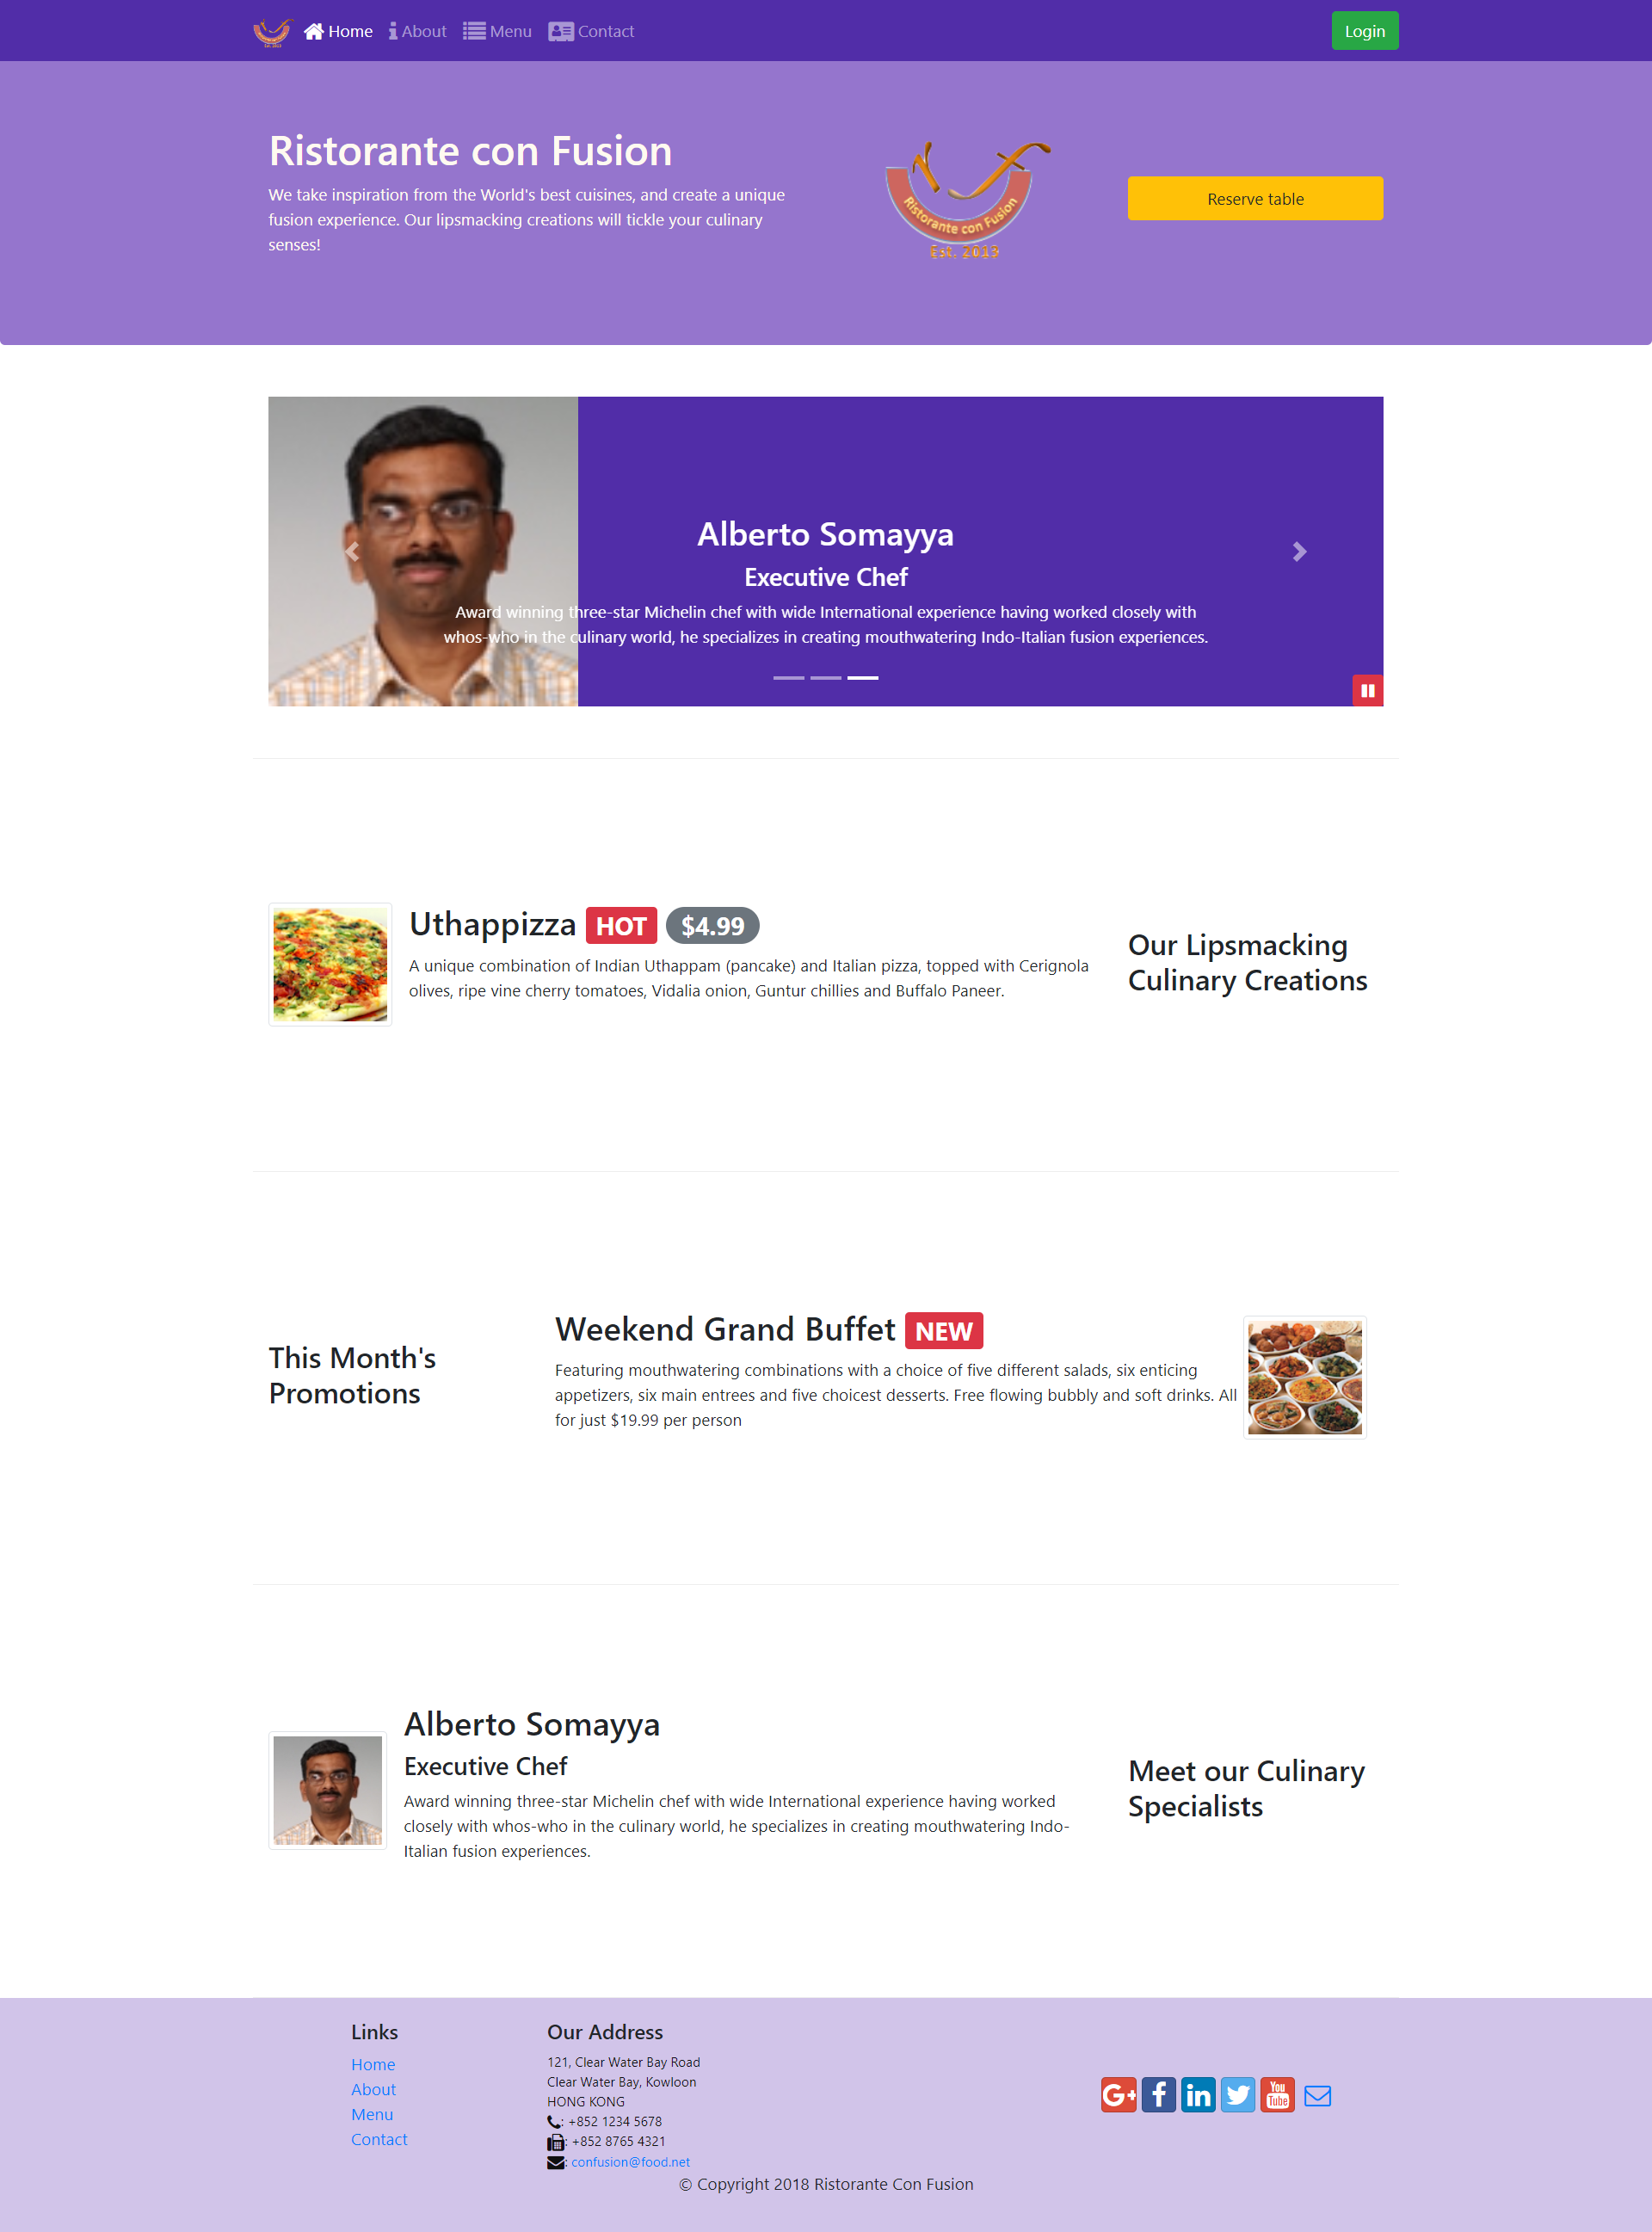 Home About Menu Contact Login
Ristorante con Fusion
We take inspiration from the World's best cuisines, and create a unique
fusion experience. Our lipsmacking creations will tickle your culinary
senses!
Ristorante con Fusion
Est. 2013
Reserve table
Alberto Somayya
Executive Chef
Award winning three-star Michelin chef with wide International experience having worked closely with
whos-who in the culinary world, he specializes in creating mouthwatering Indo-Italian fusion experiences.
Uthappizza HOT $4.99
A unique combination of Indian Uthappam (pancake) and Italian pizza, topped with Cerignola
olives, ripe vine cherry tomatoes, Vidalia onion, Guntur chillies and Buffalo Paneer.
Our Lipsmacking
Culinary Creations
This Month's
Promotions
Weekend Grand Buffet NEW
Featuring mouthwatering combinations with a choice of five different salads, six enticing
appetizers, six main entrees and five choicest desserts. Free flowing bubbly and soft drinks. All
for just $19.99 per person
Alberto Somayya
Executive Chef
Award winning three-star Michelin chef with wide International experience having worked
closely with whos-who in the culinary world, he specializes in creating mouthwatering Indo-
Italian fusion experiences.
Meet our Culinary
Specialists
Links
Home
About
Menu
Contact
Our Address
121, Clear Water Bay Road
Clear Water Bay, Kowloon
HONG KONG
: +852 1234 5678
: +852 8765 4321
: confusion@food.net
G+ f in You Tube
© Copyright 2018 Ristorante Con Fusion